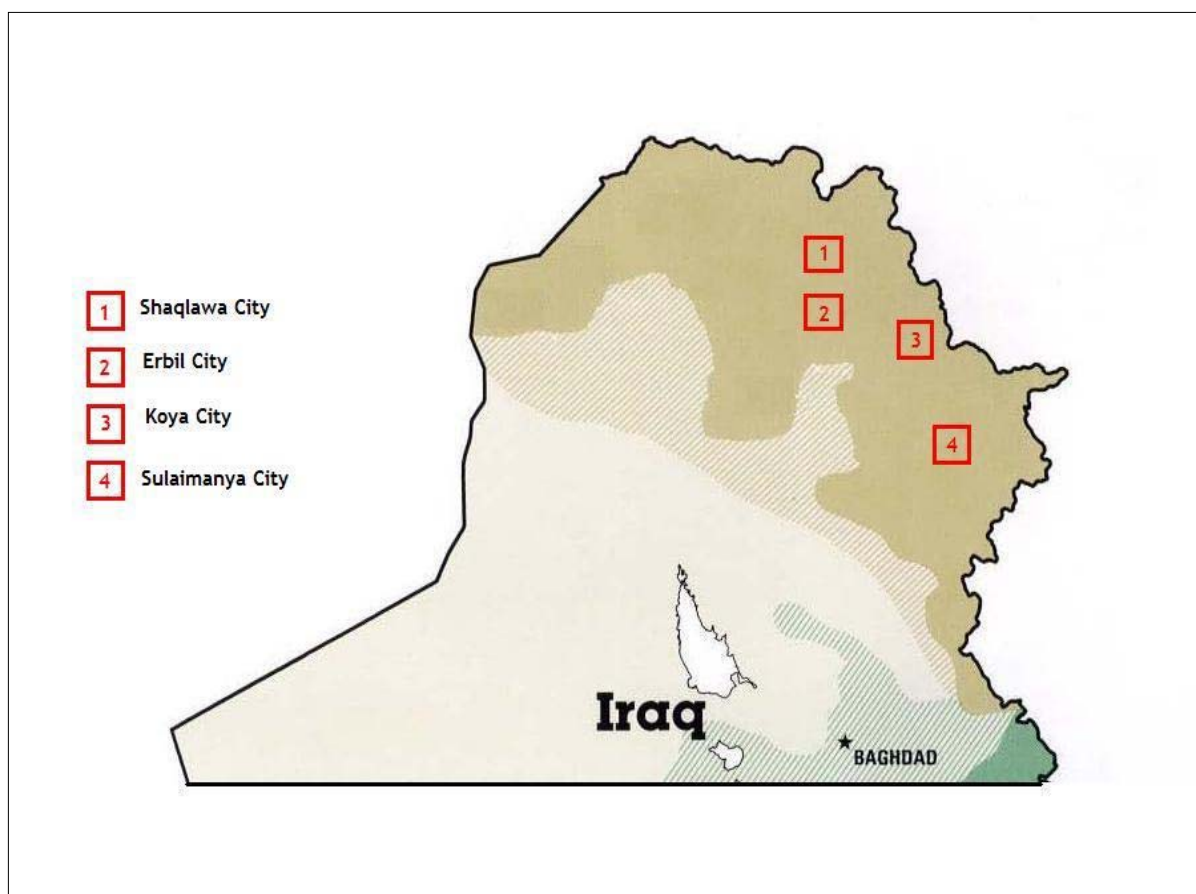 1 Shaqlawa City
2 Erbil City
3 Koya City
4 Sulaimanya City
1
2
3
4
Iraq
BAGHDAD